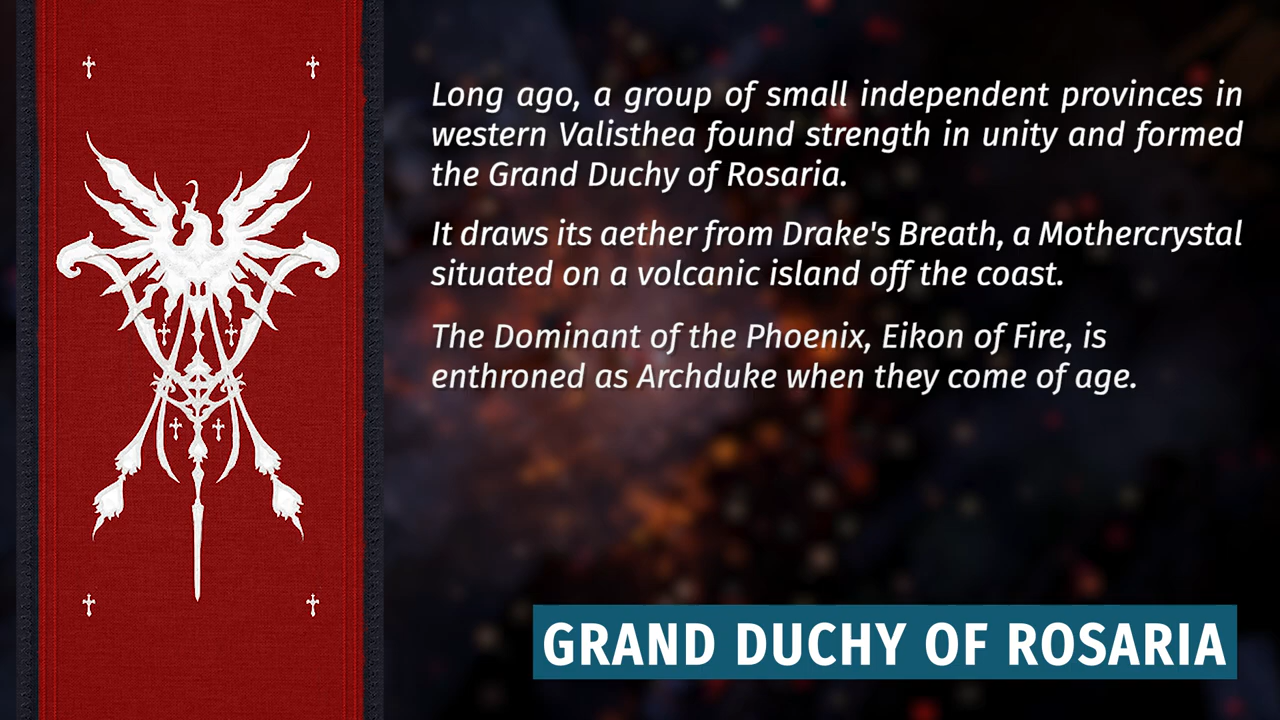 Long ago, a group of small independent provinces in
western Valisthea found strength in unity and formed
the Grand Duchy of Rosaria.
It draws its aether from Drake's Breath, a Mothercrystal
situated on a volcanic island off the coast.
The Dominant of the Phoenix, Eikon of Fire, is
enthroned as Archduke when they come of age.
GRAND DUCHY OF ROSARIA